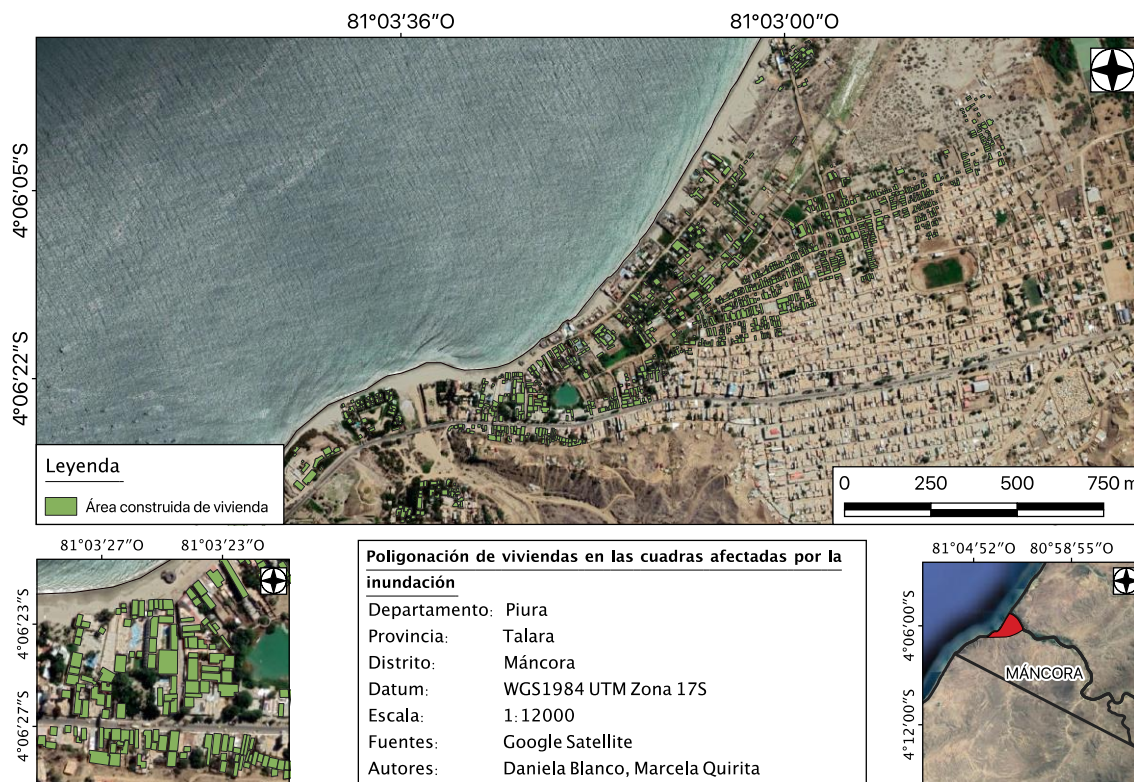 81°03'36"O 81°03'00"O
4°06'05"S
4°06'22"S
Leyenda
Área construida de vivienda
0 250 500 750 m
81°03'27"O 81°03'23"O
4°06'23"S
4°06'27"S
Poligonación de viviendas en las cuadras afectadas por la
inundación
Departamento: Piura
Provincia: Talara
Distrito: Máncora
Datum: WGS1984 UTM Zona 17S
Escala: 1:12000
Fuentes: Google Satellite
Autores: Daniela Blanco, Marcela Quirita
81°04'52"O 80°58'55"O
4°06'00"S
4°12'00"S
MÁNCORA